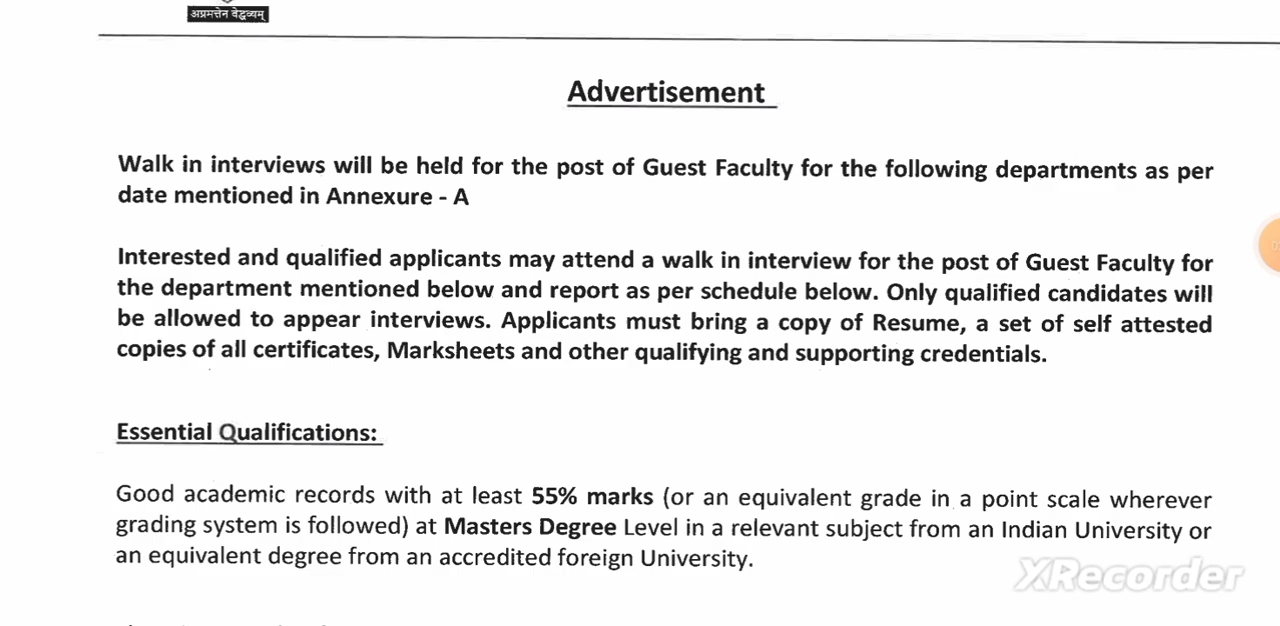 अप्रमत्तेन वेद्धव्यम्
Advertisement
Walk in interviews will be held for the post of Guest Faculty for the following departments as per
date mentioned in Annexure - A
Interested and qualified applicants may attend a walk in interview for the post of Guest Faculty for
the department mentioned below and report as per schedule below. Only qualified candidates will
be allowed to appear interviews. Applicants must bring a copy of Resume, a set of self attested
copies of all certificates, Marksheets and other qualifying and supporting credentials.
Essential Qualifications:
Good academic records with at least 55% marks (or an equivalent grade in a point scale wherever
grading system is followed) at Masters Degree Level in a relevant subject from an Indian University or
an equivalent degree from an accredited foreign University.
XRecorder